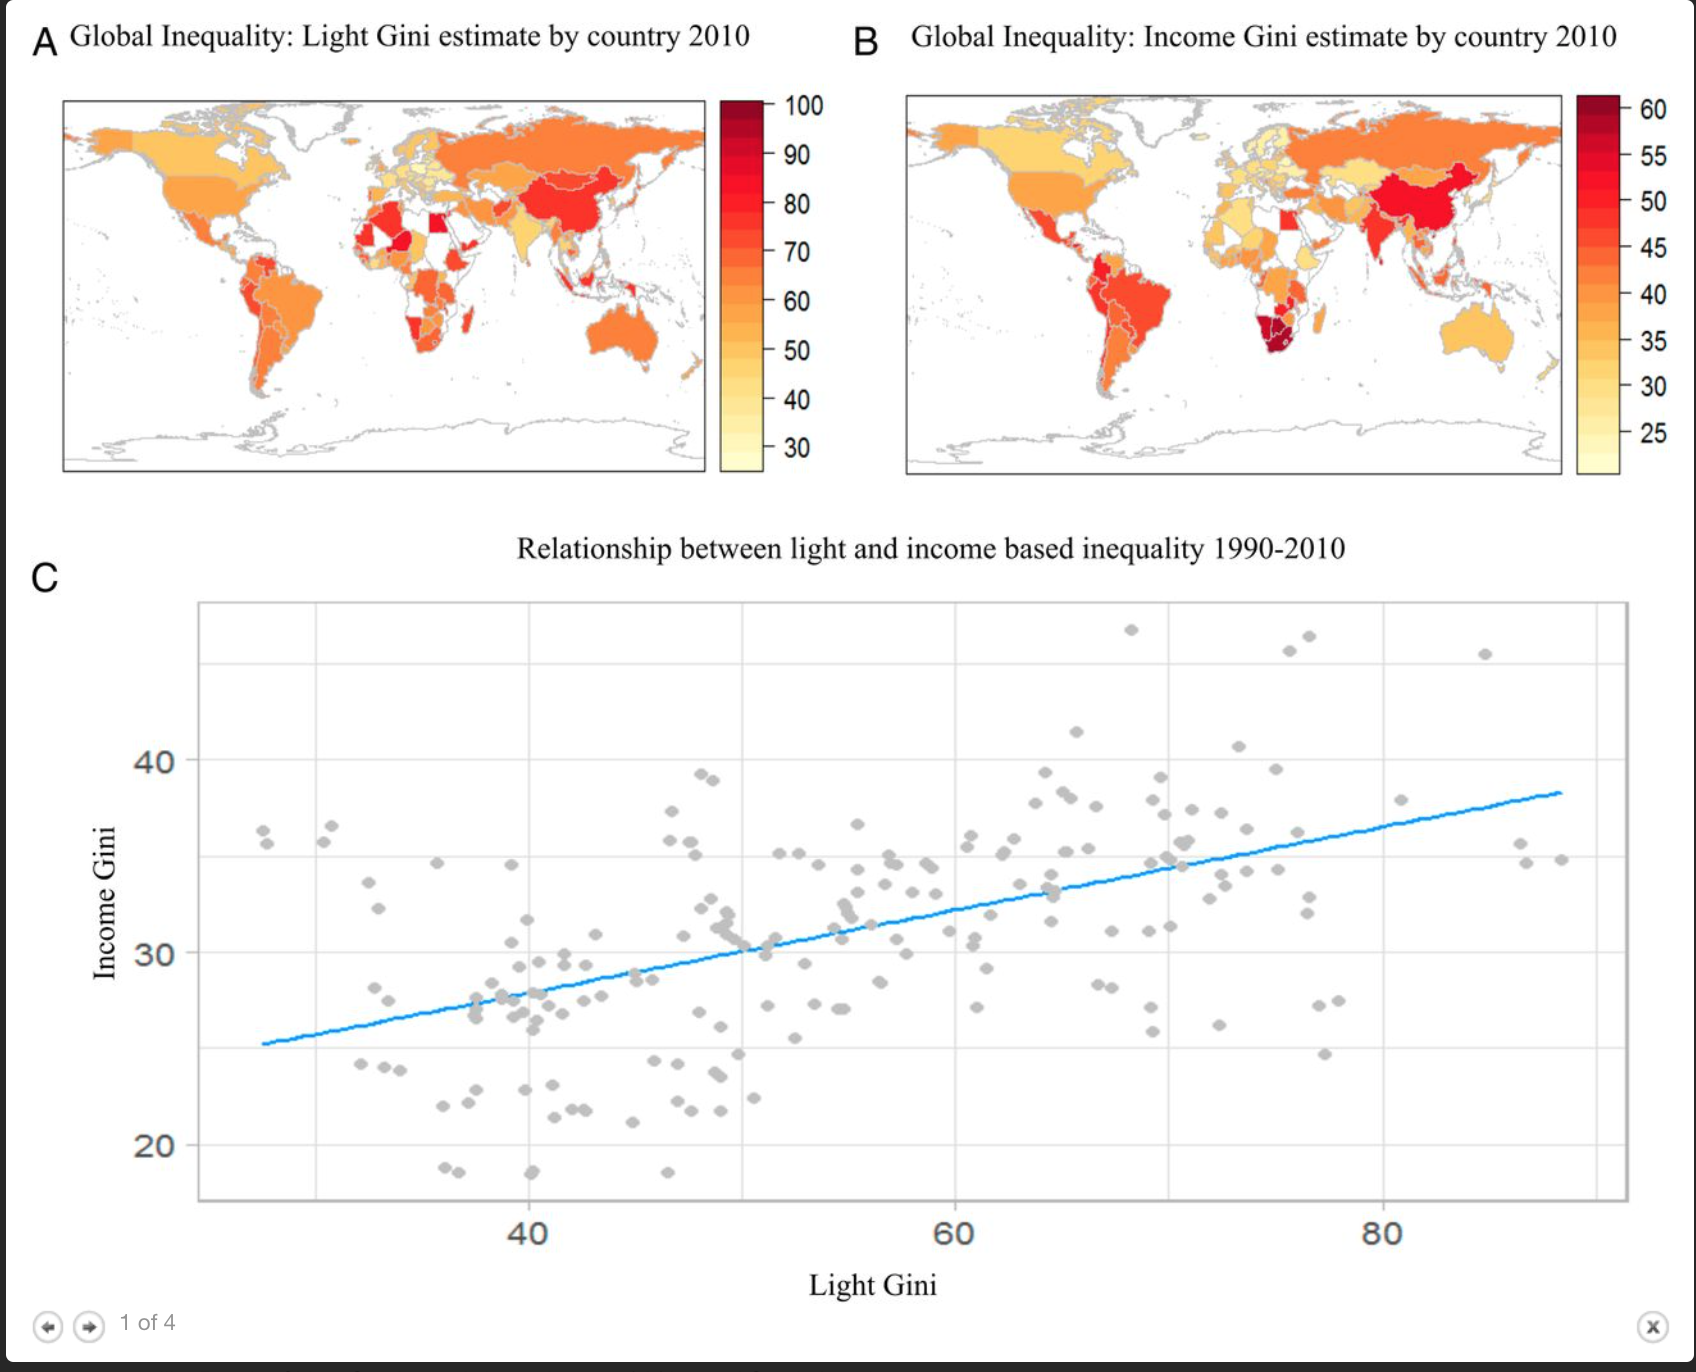 A Global Inequality: Light Gini estimate by country 2010
100
90
80
70
60
50
40
30
B Global Inequality: Income Gini estimate by country 2010
60
55
50
45
40
35
30
25
C
Relationship between light and income based inequality 1990-2010
Income Gini
40
30
20
40 60 80
Light Gini
1 of 4
X